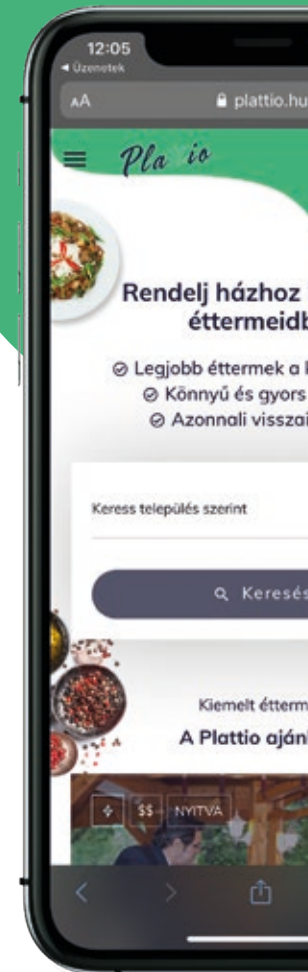 12:05
◄ Üzenetek
AA
plattio.hu
Pla io
Rendelj házhoz
éttermeidb
Legjobb éttermek a k
Könnyű és gyors
Azonnali visszai
Keress település szerint
Keresés
Kiemelt étterm
A Plattio aján
$$
NYITVA